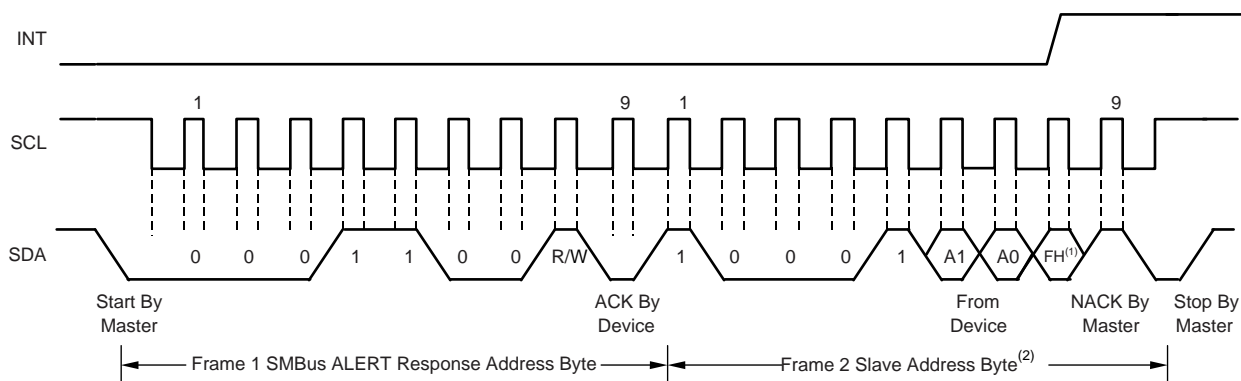 INT
1 9 1 9
SCL
SDA 0 0 0 1 1 0 0 R/W 1 0 0 0 1 A1 A0 FH(1)
Start By Master
ACK By Device
From Device
NACK By Master
Stop By Master
Frame 1 SMBus ALERT Response Address Byte
Frame 2 Slave Address Byte(2)